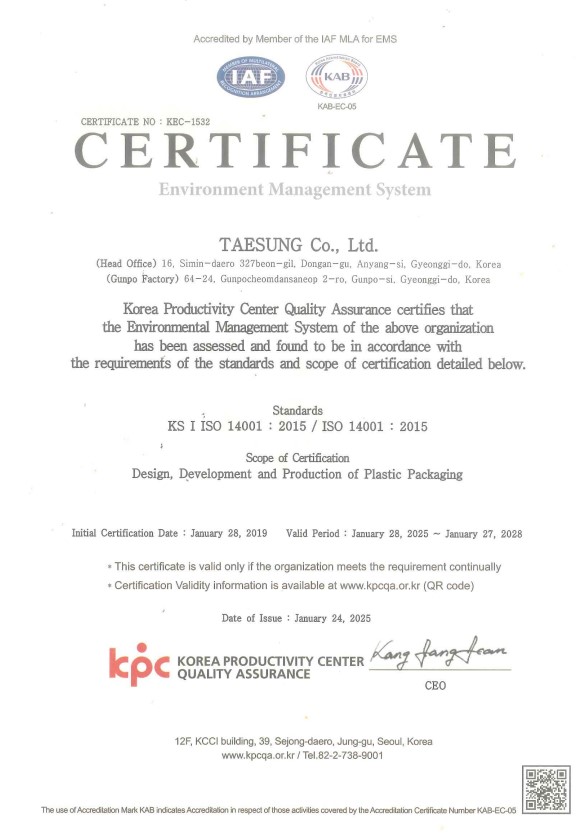 Accredited by Member of the IAF MLA for EMS
MEMBER OF MULTILATERAL
IAF
RECOGNITION ARRANGEMENT
KAB
KAB-EC-05
CERTIFICATE NO : KEC-1532
CERTIFICATE
Environment Management System
TAESUNG Co., Ltd.
(Head Office) 16, Simin-daero 327beon-gil, Dongan-gu, Anyang-si, Gyeonggi-do, Korea
(Gunpo Factory) 64-24, Gunpocheomdansaneop 2-ro, Gunpo-si, Gyeonggi-do, Korea
Korea Productivity Center Quality Assurance certifies that
the Environmental Management System of the above organization
has been assessed and found to be in accordance with
the requirements of the standards and scope of certification detailed below.
Standards
KS I ISO 14001 : 2015 / ISO 14001 : 2015
Scope of Certification
Design, Development and Production of Plastic Packaging
Initial Certification Date : January 28, 2019 Valid Period : January 28, 2025 ~ January 27, 2028
* This certificate is valid only if the organization meets the requirement continually
* Certification Validity information is available at www.kpcqa.or.kr (QR code)
Date of Issue : January 24, 2025
kpc KOREA PRODUCTIVITY CENTER
QUALITY ASSURANCE
CEO
12F, KCCI building, 39, Sejong-daero, Jung-gu, Seoul, Korea
www.kpcqa.or.kr / Tel.82-2-738-9001
The use of Accreditation Mark KAB indicates Accreditation in respect of those activities covered by the Accreditation Certificate Number KAB-EC-05